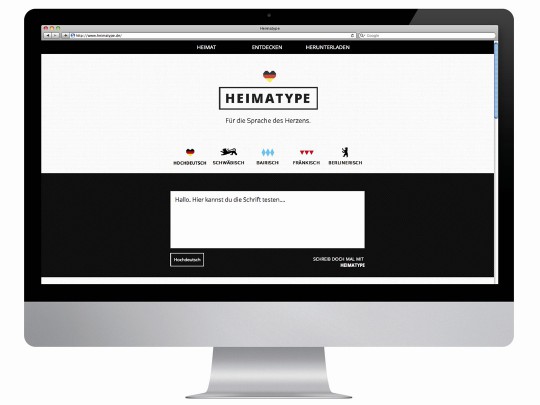 Heimatype
http://www.heimatype.de/
Google
HEIMAT ENTDECKEN HERUNTERLADEN
HEIMATYPE
Für die Sprache des Herzens.
HOCHDEUTSCH SCHWÄBISCH BAIRISCH FRÄNKISCH BERLINERISCH
Hallo, Hier kannst du die Schrift testen....
Hochdeutsch
SCHREIB DOCH MAL MIT
HEIMATYPE